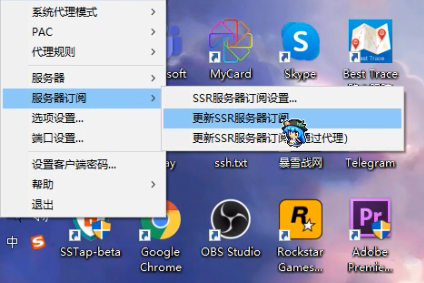 系统代理模式
PAC
代理规则
服务器
服务器订阅
选项设置...
端口设置...
设置客户端密码...
帮助
退出
SSR服务器订阅设置...
更新SSR服务器订阅
更新SSR服务器订阅 通过代理)
soft
MyCard
Skype
Best Trace
ay
ssh.txt
暴雪战网
Telegram
中
SSTap-beta
Google
Chrome
OBS Studio
Rockstar
Games...
Adobe
Premie...